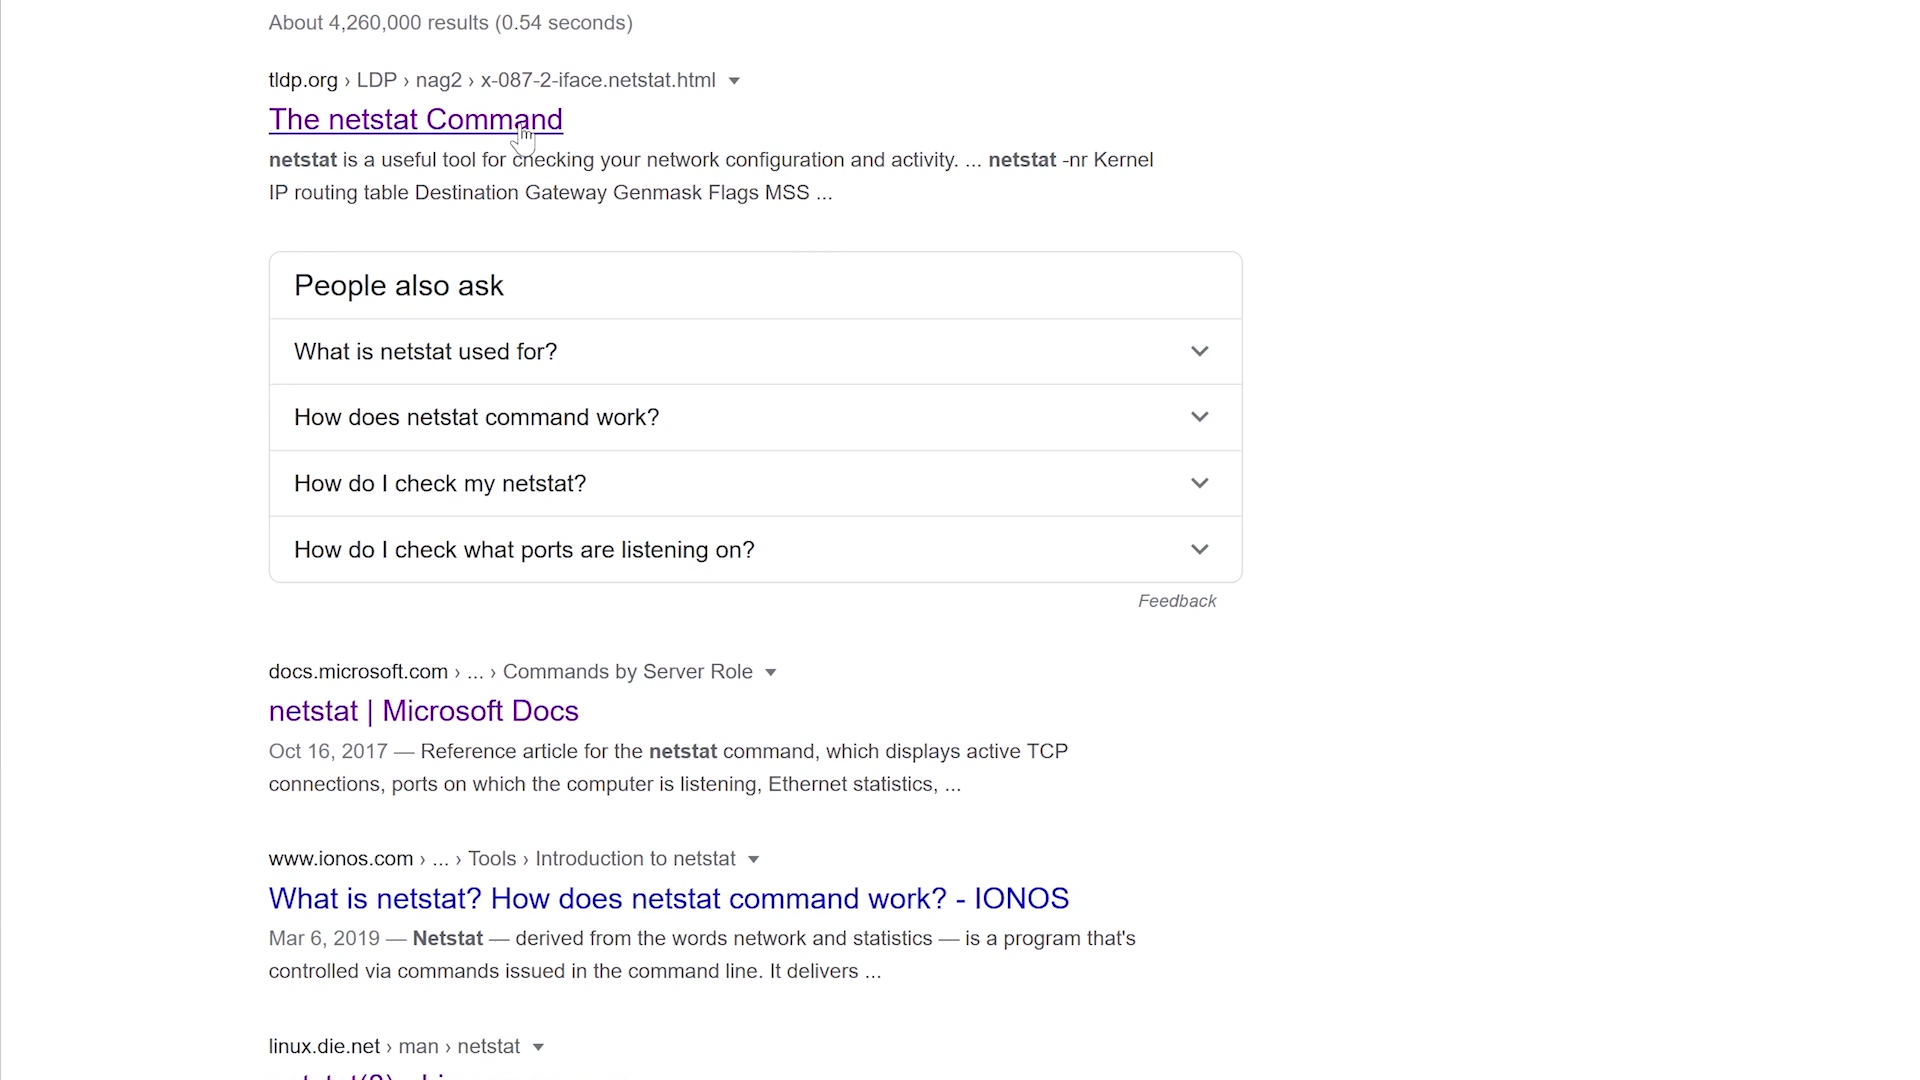 About 4,260,000 results (0.54 seconds)
tldp.org › LDP › nag2 › x-087-2-iface.netstat.html
The netstat Command
netstat is a useful tool for checking your network configuration and activity. ... netstat -nr Kernel
IP routing table Destination Gateway Genmask Flags MSS ...
People also ask
What is netstat used for?
How does netstat command work?
How do I check my netstat?
How do I check what ports are listening on?
Feedback
docs.microsoft.com › ... › Commands by Server Role
netstat | Microsoft Docs
Oct 16, 2017 — Reference article for the netstat command, which displays active TCP
connections, ports on which the computer is listening, Ethernet statistics, ...
www.ionos.com › ... › Tools › Introduction to netstat
What is netstat? How does netstat command work? - IONOS
Mar 6, 2019 — Netstat — derived from the words network and statistics — is a program that's
controlled via commands issued in the command line. It delivers ...
linux.die.net › man › netstat